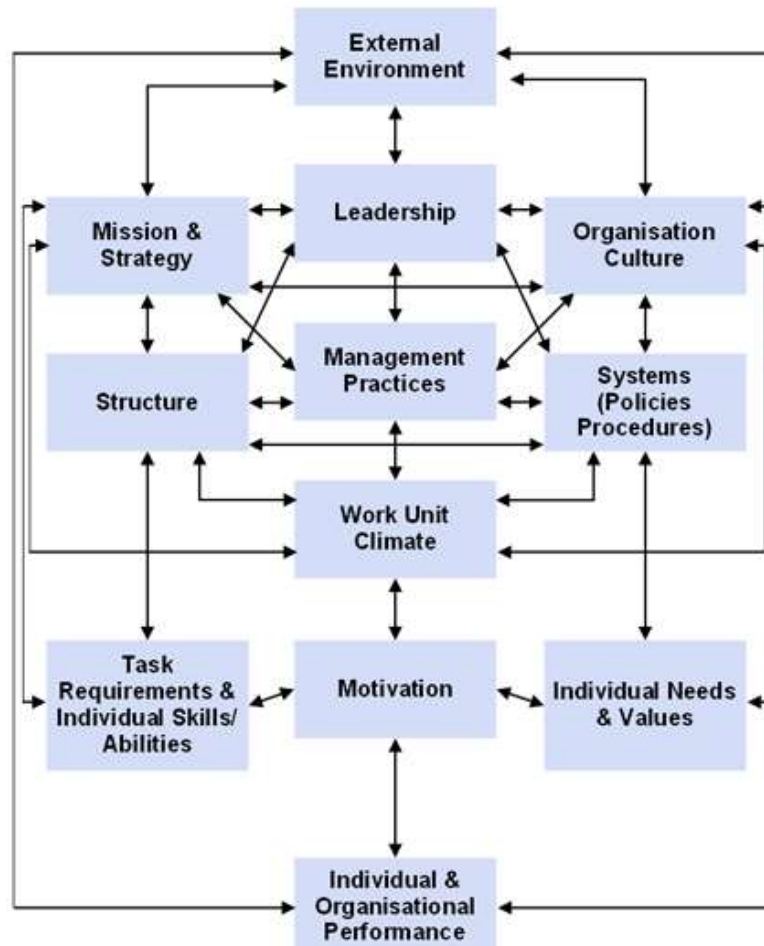 External
Environment
Leadership
Mission &
Strategy
Organisation
Culture
Management
Practices
Structure
Systems
(Policies
Procedures)
Work Unit
Climate
Task
Requirements &
Individual Skills/
Abilities
Motivation
Individual Needs
& Values
Individual &
Organisational
Performance